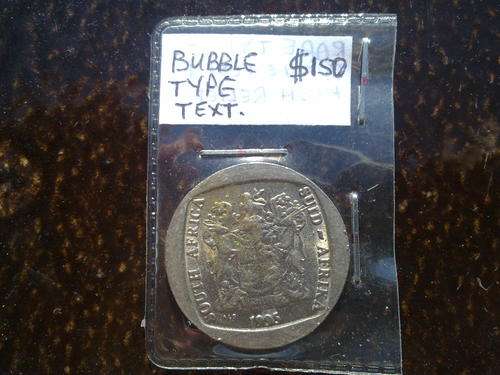 BUBBLE $150
TYPE
TEXT.
SOUTH AFRICA
SUID-AFRIKA
1995